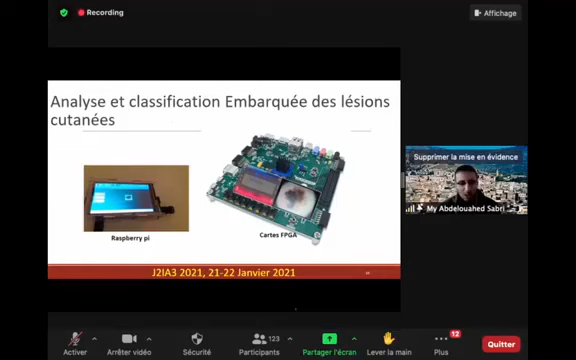 Recording
Affichage
Analyse et classification Embarquée des lésions
cutanées
Supprimer la mise en évidence
My Abdelouahed Sabri
Raspberry pi
Cartes FPGA
J2IA3 2021, 21-22 Janvier 2021
12
123
Activer
Arrêter vidéo
Sécurité
Participants
Partager l'écran
Lever la main
Plus
Quitter